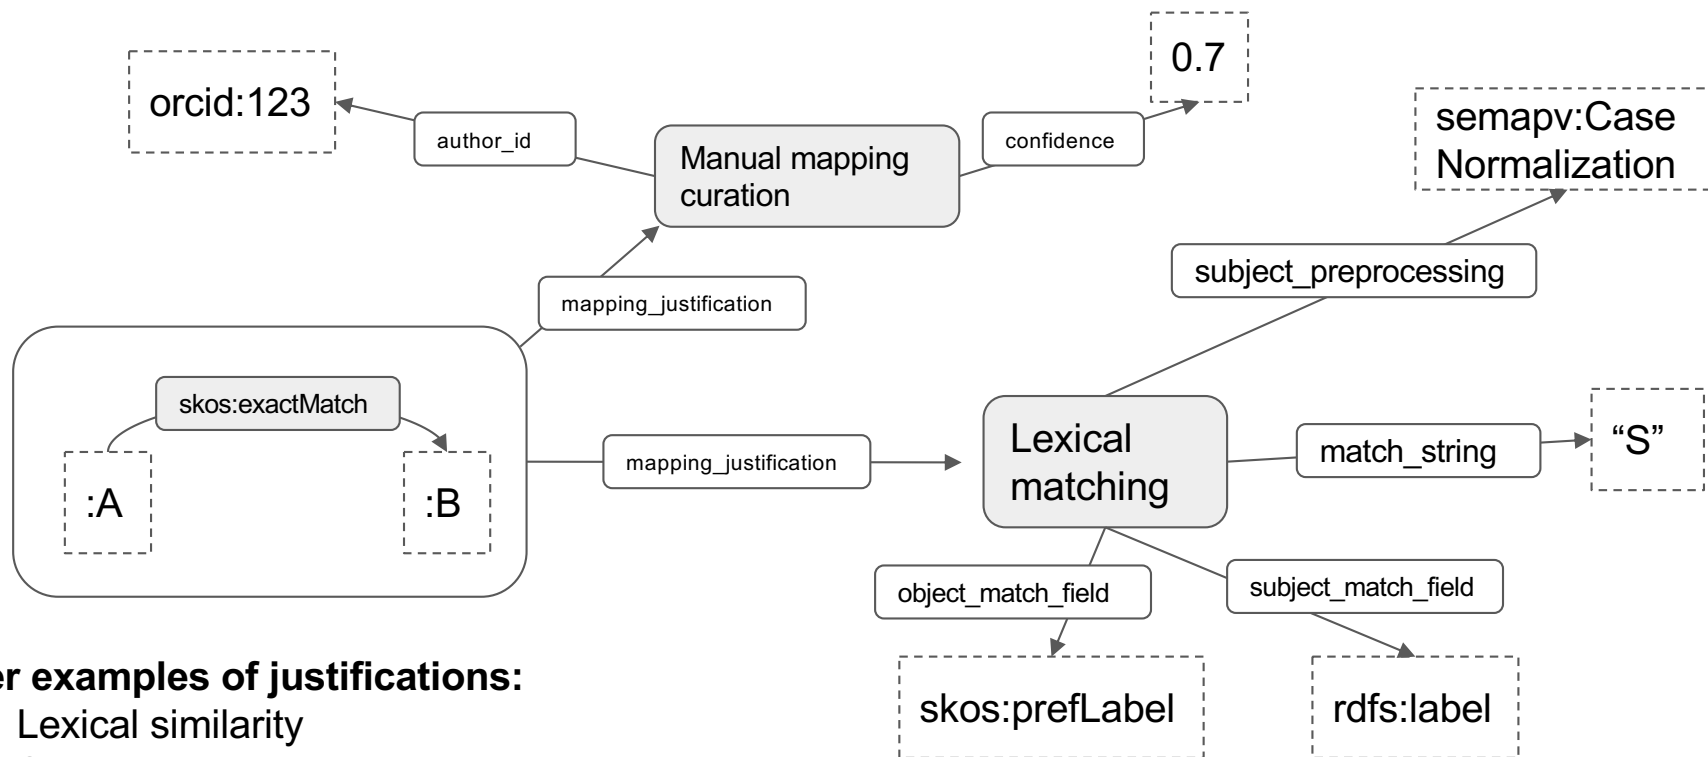 0.7
orcid:123
author_id
confidence
semapv:Case
Normalization
Manual mapping
curation
subject_preprocessing
mapping_justification
skos:exactMatch
Lexical
matching
match_string
“S”
mapping_justification
:A
:B
object_match_field
subject_match_field
er examples of justifications:
skos:prefLabel
rdfs:label
Lexical similarity